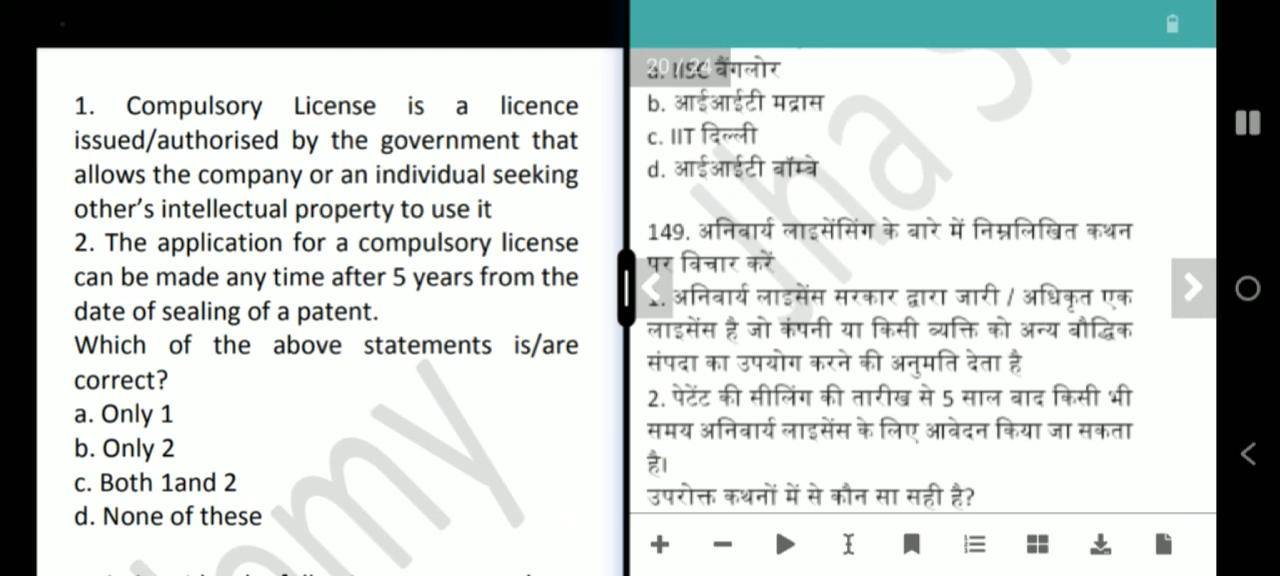 1. Compulsory License is a licence
issued/authorised by the government that
allows the company or an individual seeking
other’s intellectual property to use it
2. The application for a compulsory license
can be made any time after 5 years from the
date of sealing of a patent.
Which of the above statements is/are
correct?
a. Only 1
b. Only 2
c. Both 1and 2
d. None of these
a. IISC बैंगलोर
b. आईआईटी मद्रास
c. IIT दिल्ली
d. आईआईटी बॉम्बे
149. अनिवार्य लाइसेंसिंग के बारे में निम्नलिखित कथन
पर विचार करें
1. अनिवार्य लाइसेंस सरकार द्वारा जारी / अधिकृत एक
लाइसेंस है जो कंपनी या किसी व्यक्ति को अन्य बौद्धिक
संपदा का उपयोग करने की अनुमति देता है
2. पेटेंट की सीलिंग की तारीख से 5 साल बाद किसी भी
समय अनिवार्य लाइसेंस के लिए आवेदन किया जा सकता
है।
उपरोक्त कथनों में से कौन सा सही है?